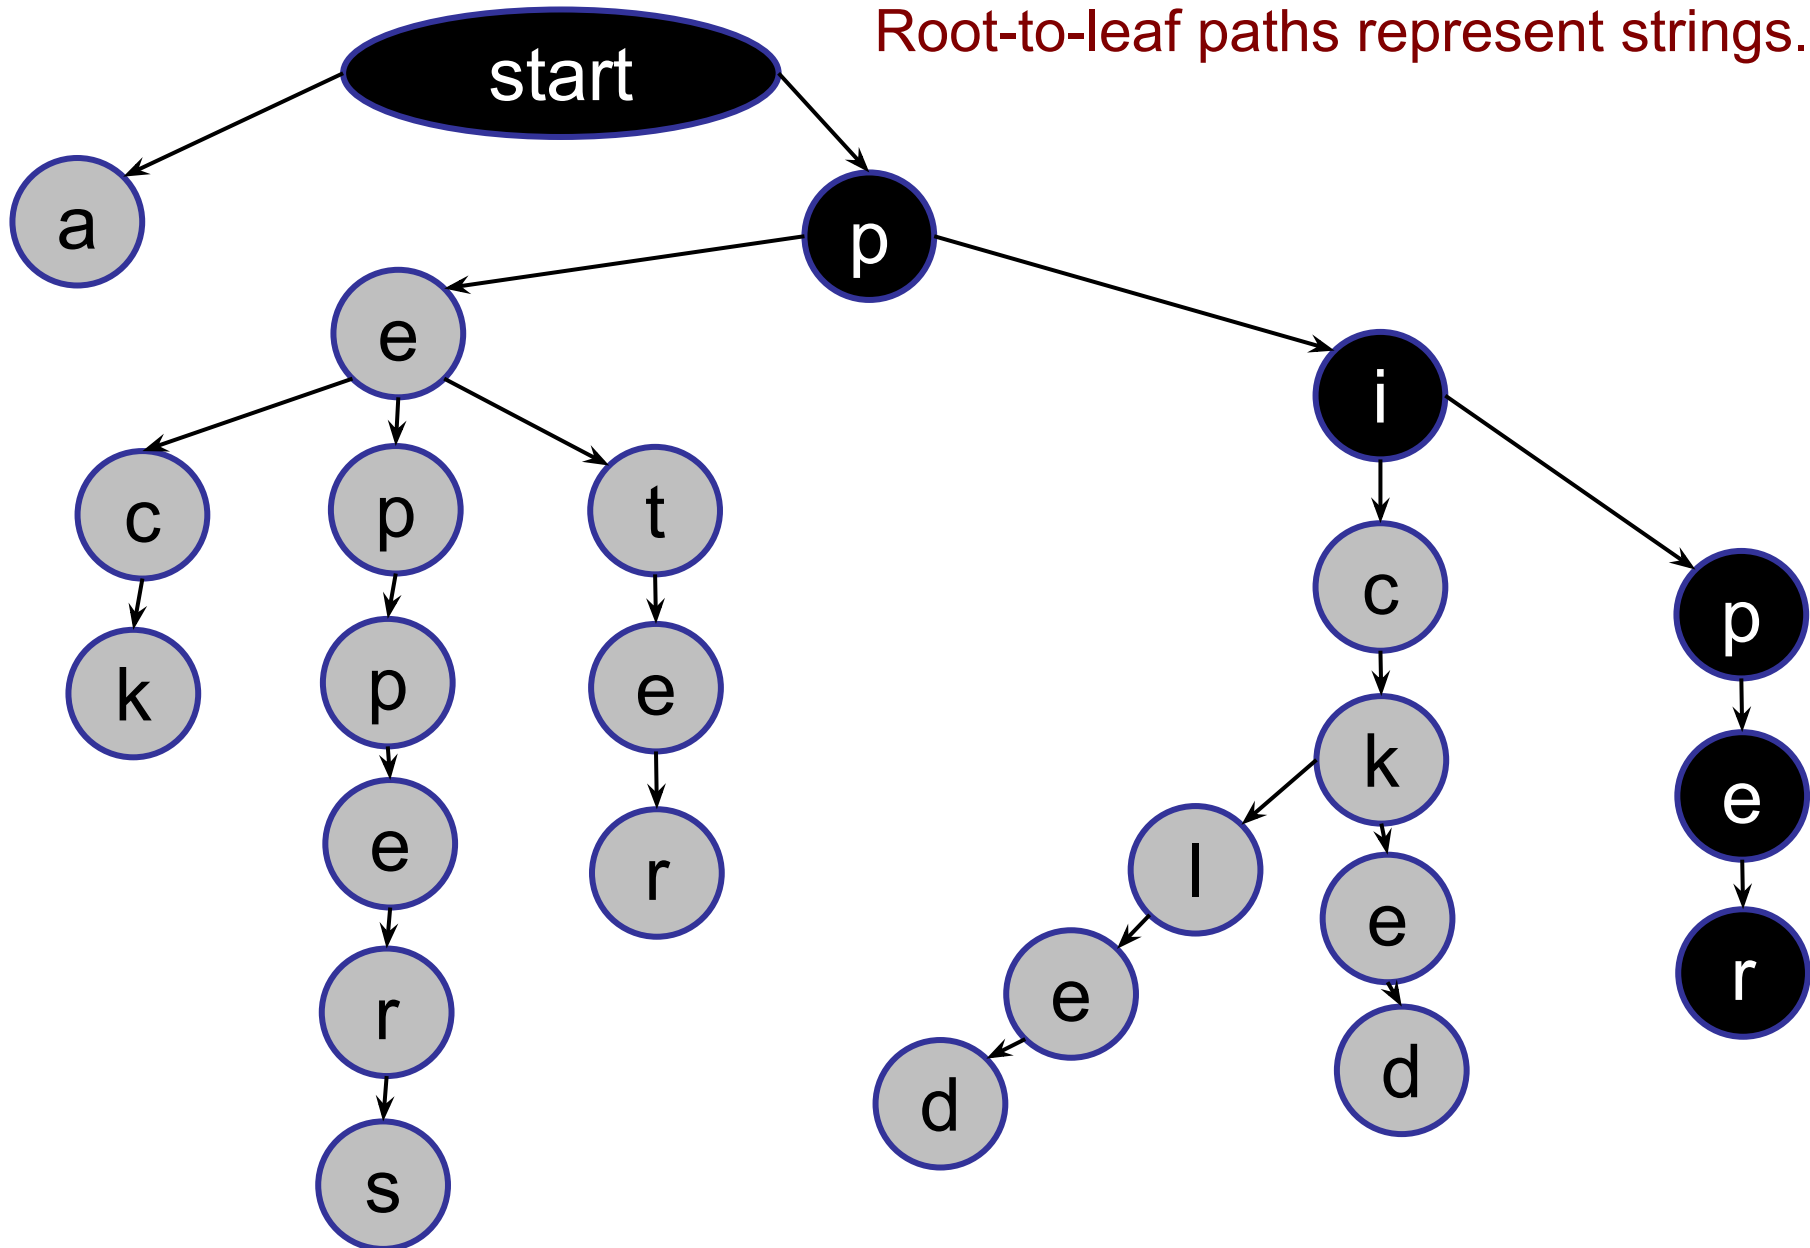 Root-to-leaf paths represent strings.
start
a
p
e
i
c
p
t
c
p
k
p
e
k
e
e
r
l
e
r
r
e
d
d
s